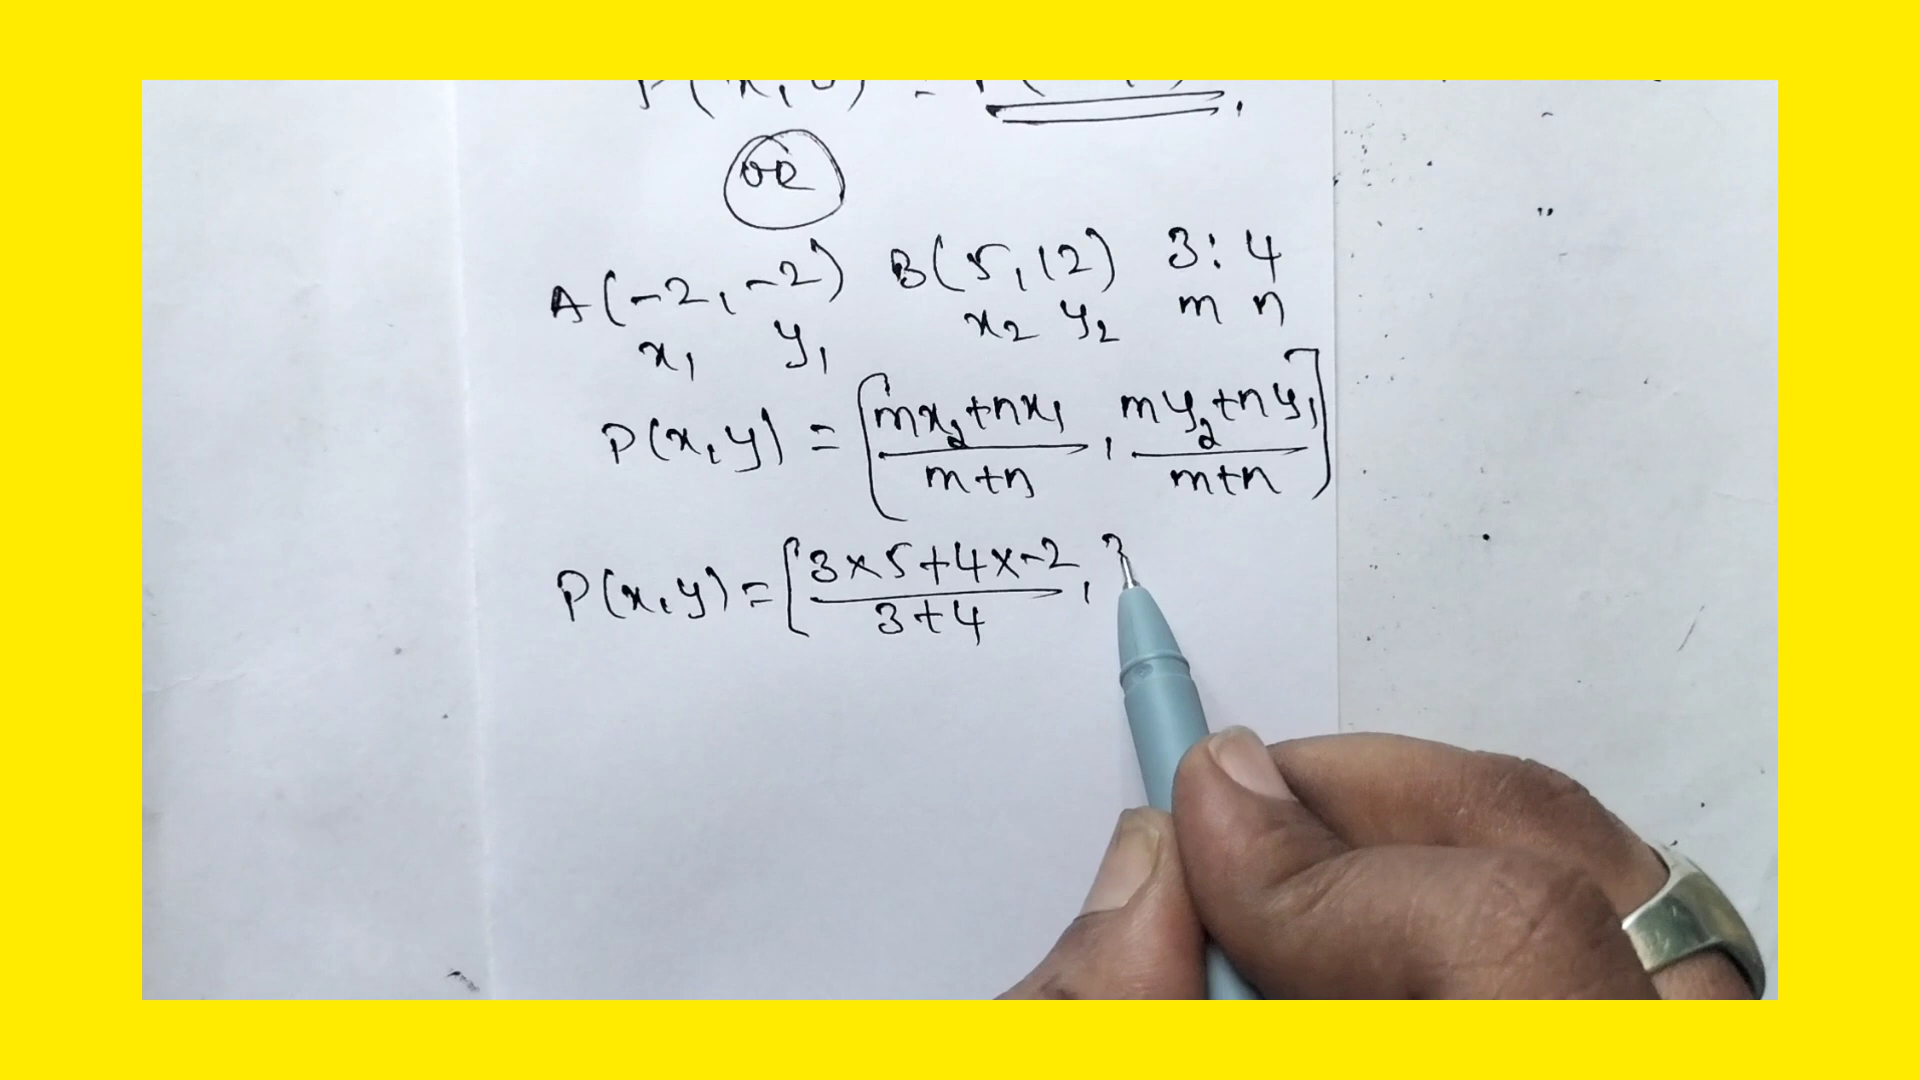 OR
A(-2, -2) B(5, 12) 3:4
x₁ y₁ x₂ y₂ m n
P(x, y) = [mx₂+nx₁/m+n, my₂+ny₁/m+n]
P(x, y) = [3×5+4×-2/3+4,